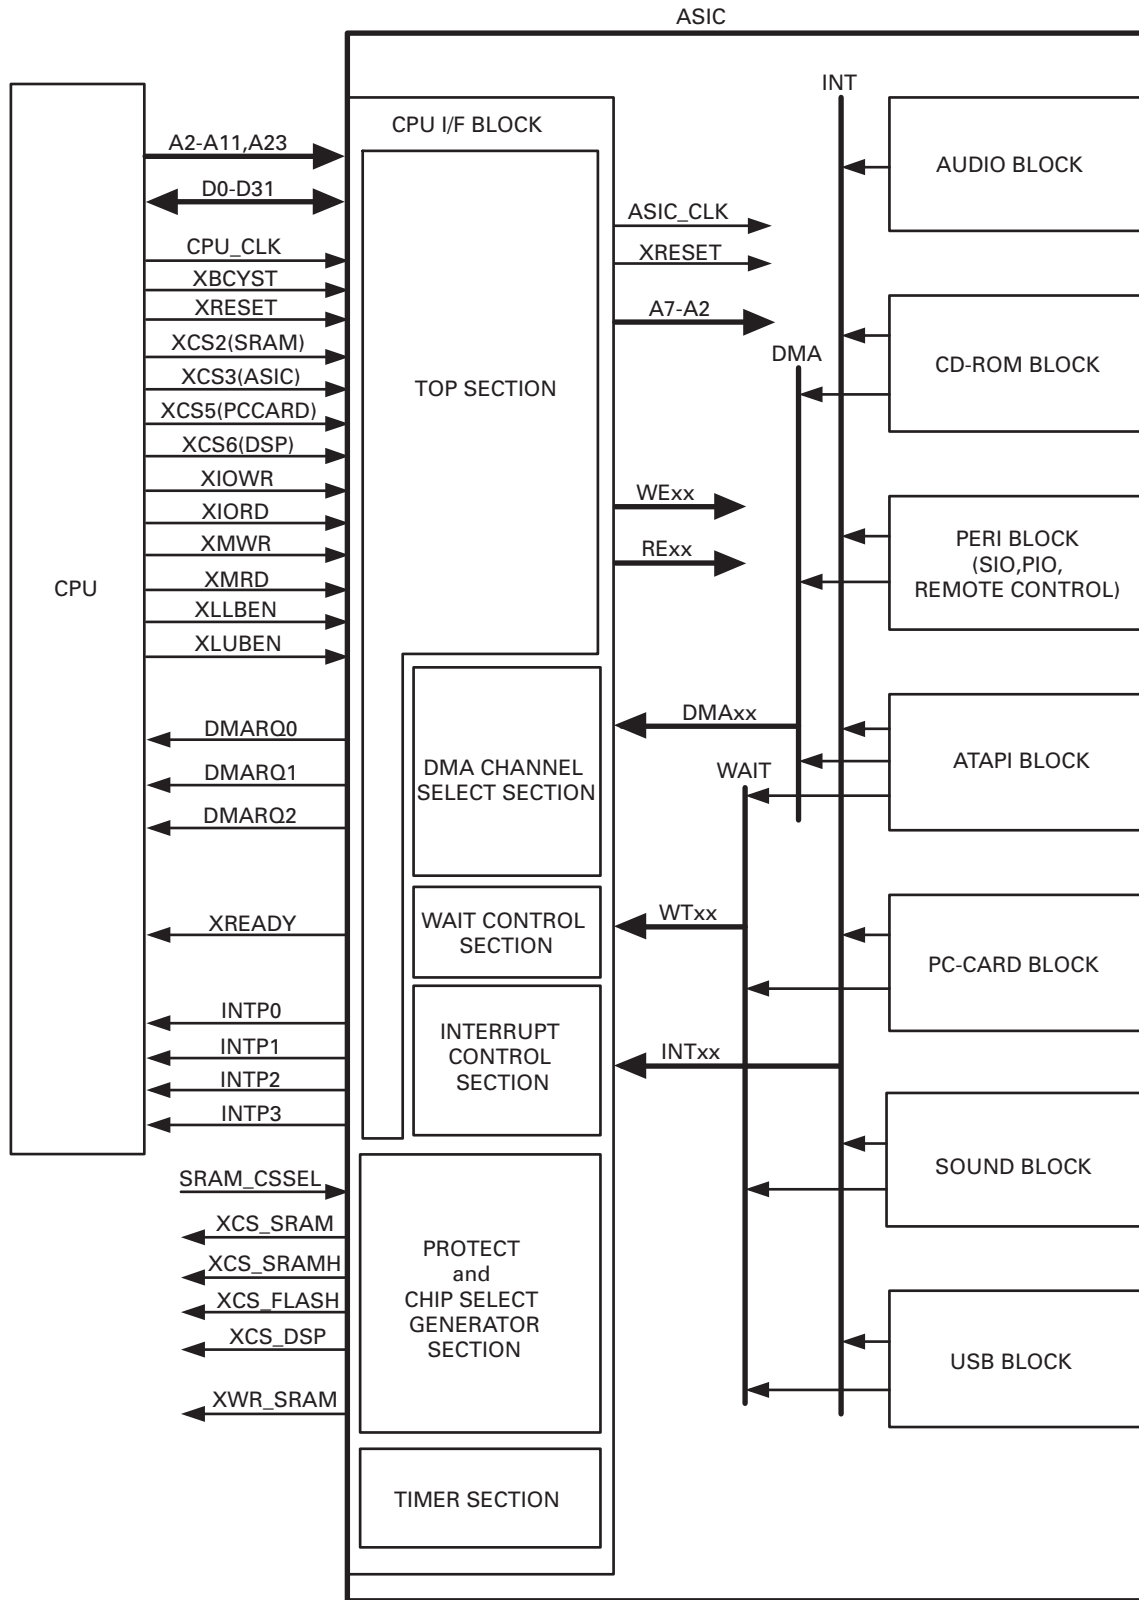 ASIC
CPU
A2-A11,A23
D0-D31
CPU_CLK
XBCYST
XRESET
XCS2(SRAM)
XCS3(ASIC)
XCS5(PCCARD)
XCS6(DSP)
XIOWR
XIORD
XMWR
XMRD
XLLBEN
XLUBEN
DMARQ0
DMARQ1
DMARQ2
XREADY
INTP0
INTP1
INTP2
INTP3
SRAM_CSSEL
XCS_SRAM
XCS_SRAMH
XCS_FLASH
XCS_DSP
XWR_SRAM
CPU I/F BLOCK
TOP SECTION
DMA CHANNEL
SELECT SECTION
WAIT CONTROL
SECTION
INTERRUPT
CONTROL
SECTION
PROTECT
and
CHIP SELECT
GENERATOR
SECTION
TIMER SECTION
ASIC_CLK
XRESET
A7-A2
WExx
RExx
DMAxx
WTxx
INTxx
INT
DMA
WAIT
AUDIO BLOCK
CD-ROM BLOCK
PERI BLOCK
(SIO,PIO,
REMOTE CONTROL)
ATAPI BLOCK
PC-CARD BLOCK
SOUND BLOCK
USB BLOCK